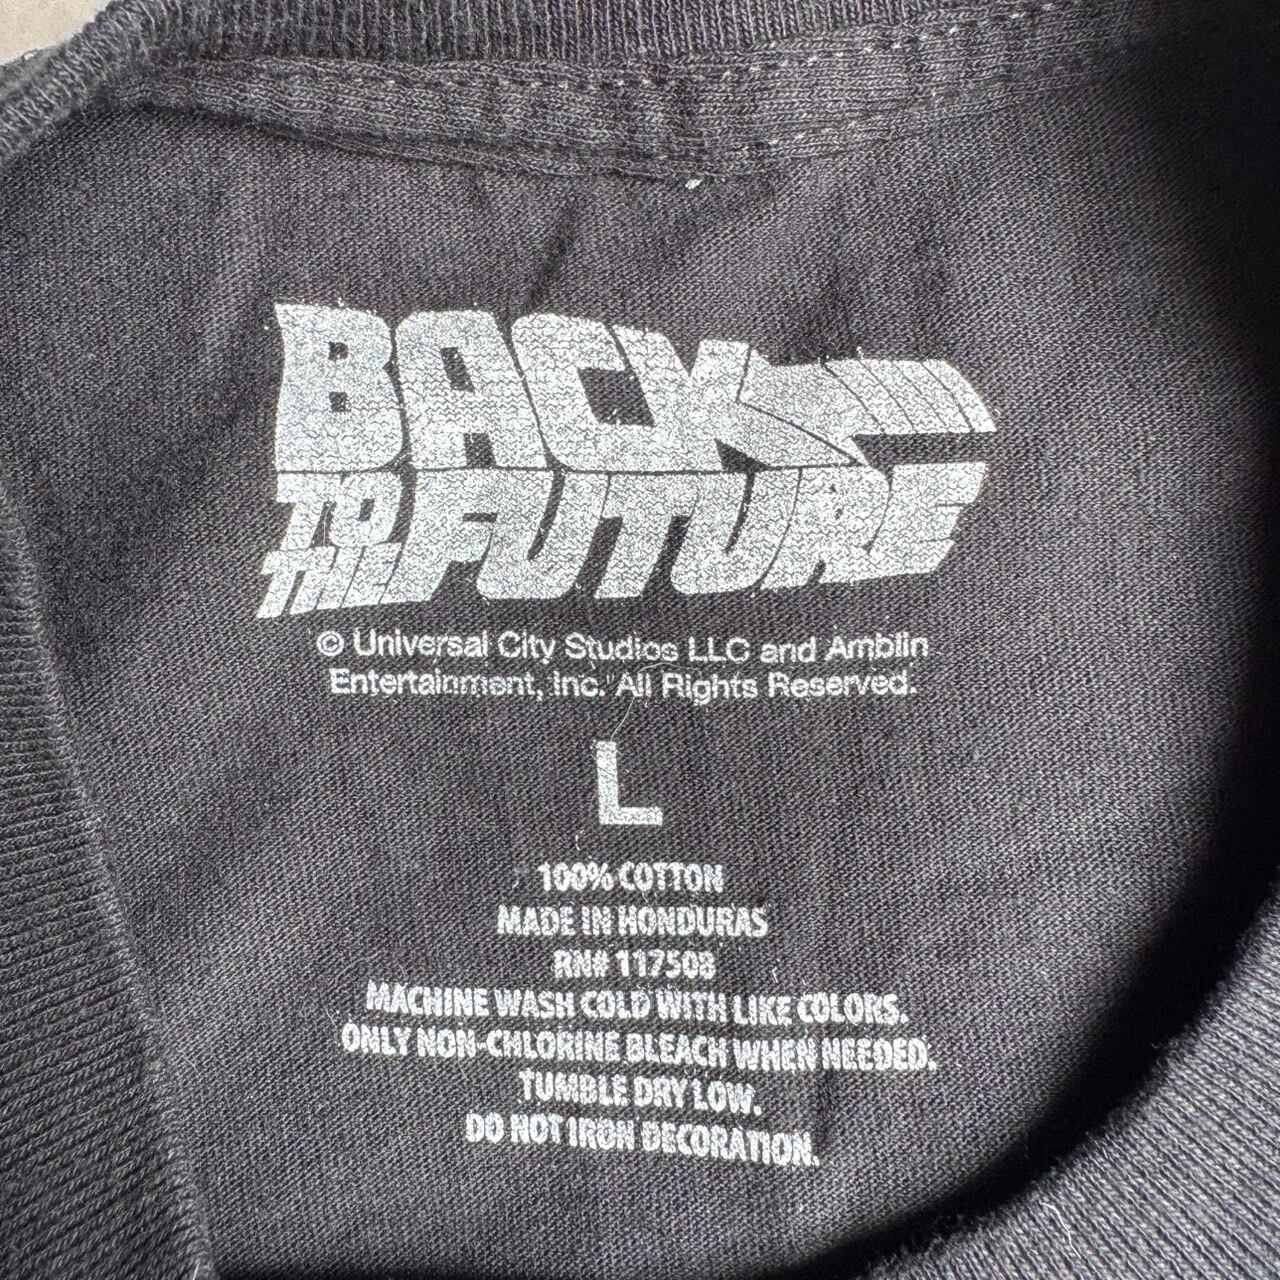 BACK
TO THE FUTURE
© Universal City Studios LLC and Amblin
Entertainment, Inc. All Rights Reserved.
L
100% COTTON
MADE IN HONDURAS
RN# 117508
MACHINE WASH COLD WITH LIKE COLORS.
ONLY NON-CHLORINE BLEACH WHEN NEEDED.
TUMBLE DRY LOW.
DO NOT IRON DECORATION.